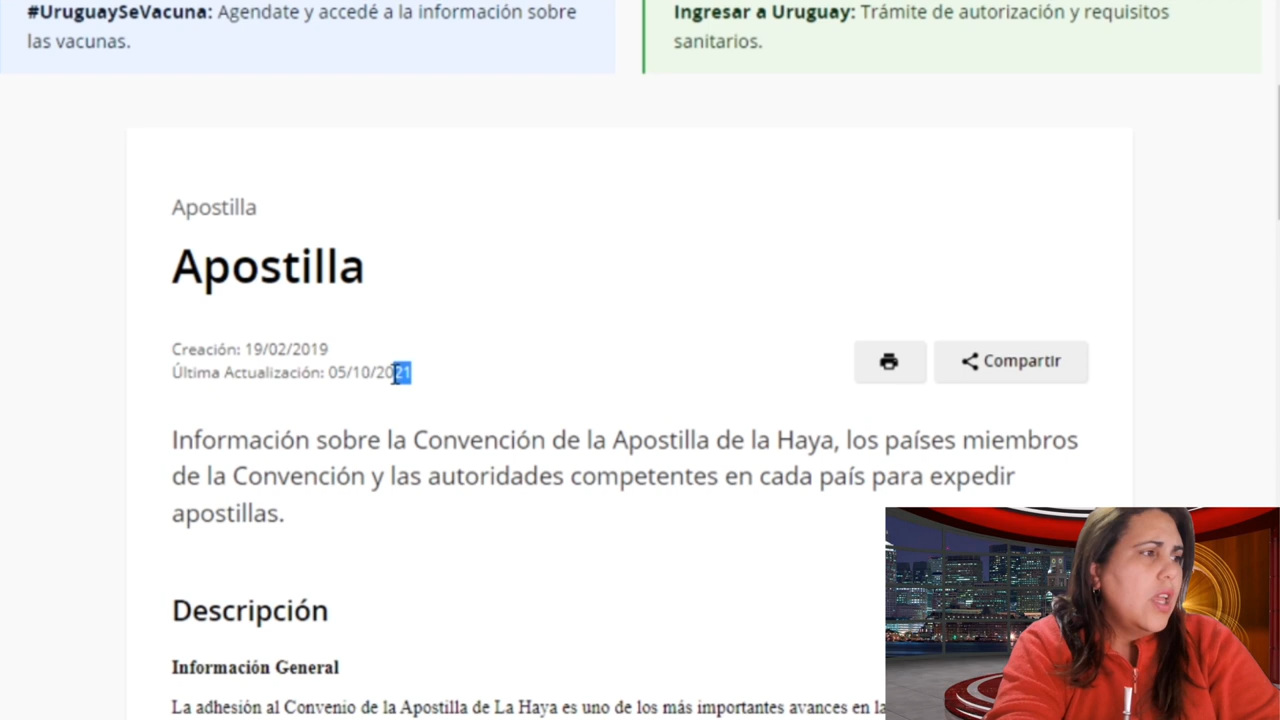 #UruguaySeVacuna: Agendate y accedé a la información sobre
las vacunas.
Ingresar a Uruguay: Trámite de autorización y requisitos
sanitarios.
Apostilla
Apostilla
Creación: 19/02/2019
Última Actualización: 05/10/2021
Compartir
Información sobre la Convención de la Apostilla de la Haya, los países miembros
de la Convención y las autoridades competentes en cada país para expedir
apostillas.
Descripción
Información General
La adhesión al Convenio de la Apostilla de La Haya es uno de los más importantes avances en la